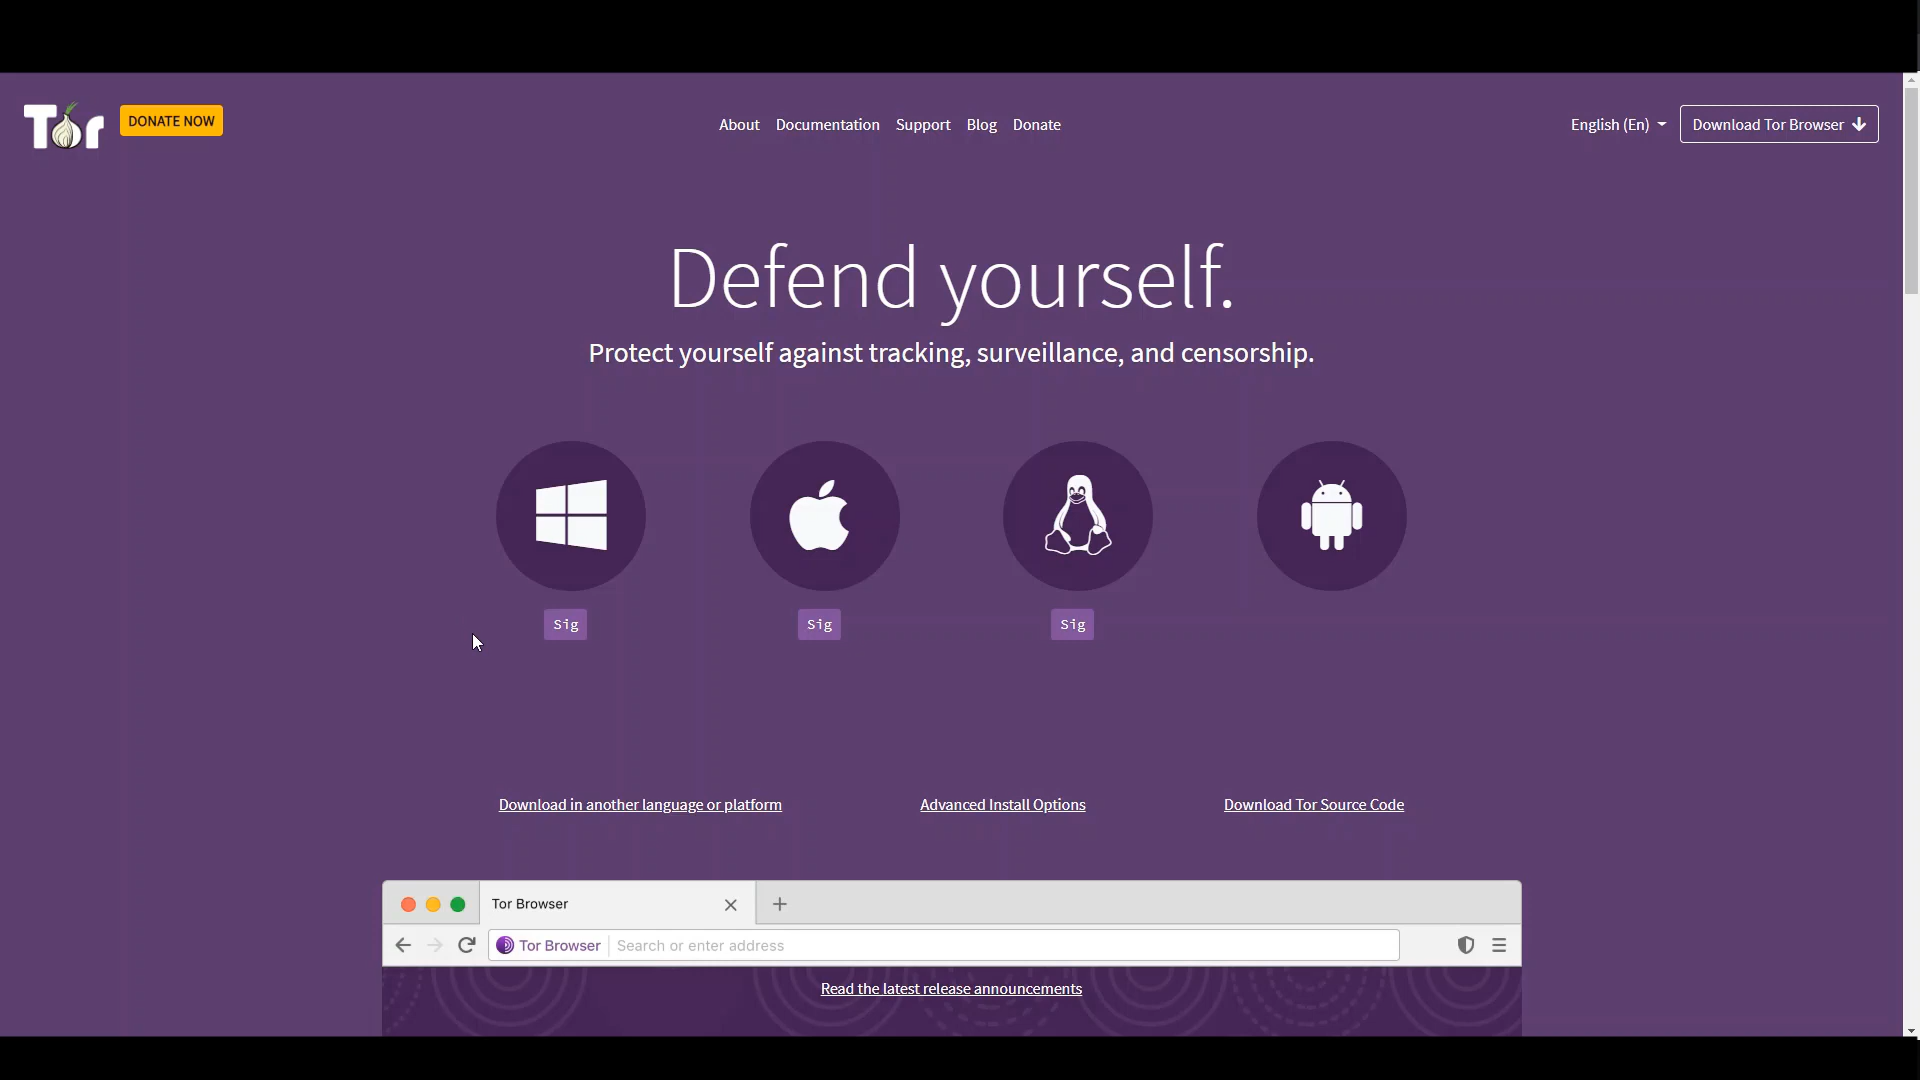 Tor
DONATE NOW
About Documentation Support Blog Donate
English (En)
Download Tor Browser
Defend yourself.
Protect yourself against tracking, surveillance, and censorship.
Sig Sig Sig
Download in another language or platform
Advanced Install Options
Download Tor Source Code
Tor Browser
Tor Browser Search or enter address
Read the latest release announcements